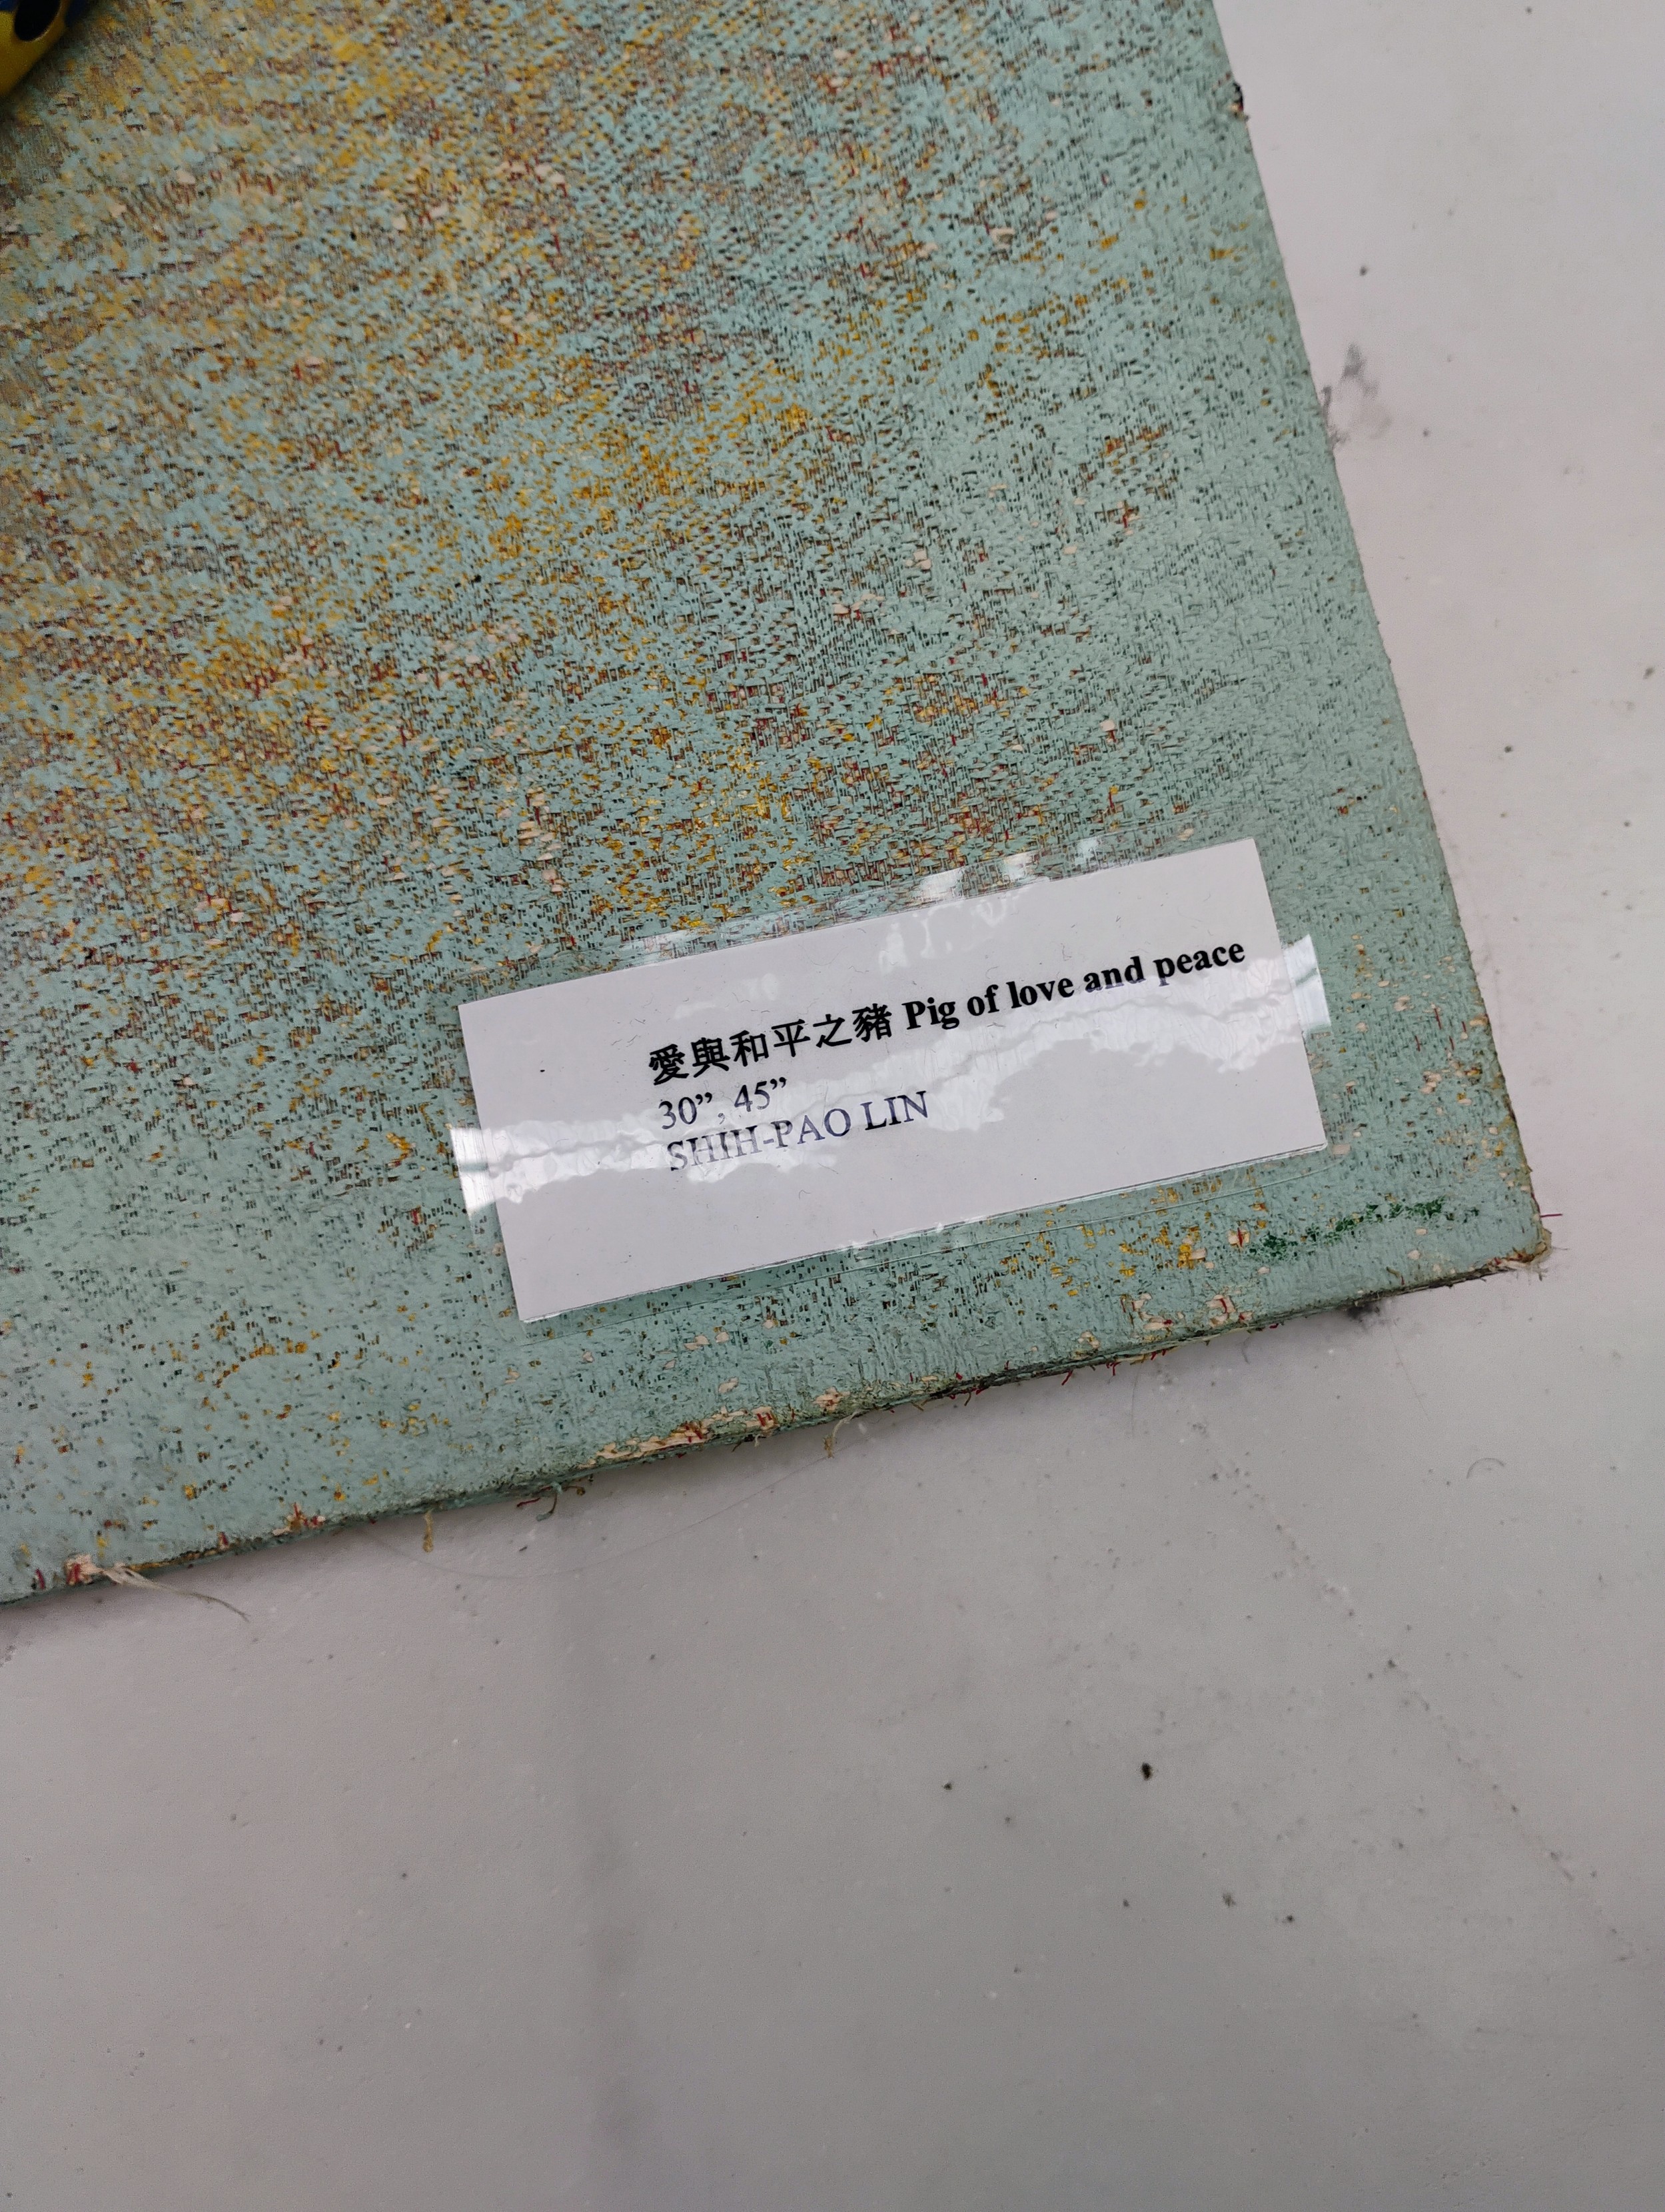 愛與和平之豬 Pig of love and peace
30”, 45”
SHIH-PAO LIN